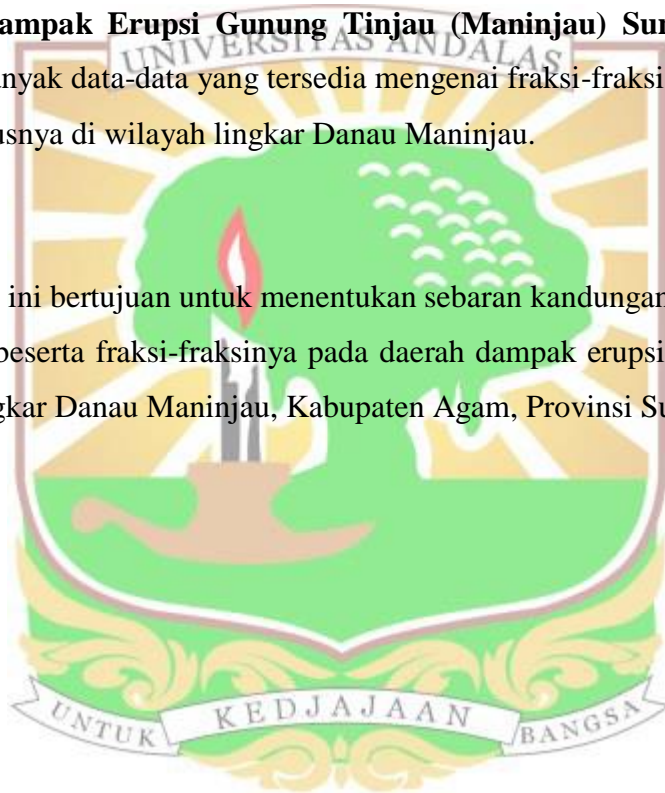 ampak Erupsi Gunung Tinjau (Maninjau) Sun
UNIVERSITAS ANDALAS
anyak data-data yang tersedia mengenai fraksi-fraksi
usnya di wilayah lingkar Danau Maninjau.
ini bertujuan untuk menentukan sebaran kandungan
beserta fraksi-fraksinya pada daerah dampak erupsi
gkar Danau Maninjau, Kabupaten Agam, Provinsi Su
UNTUK KEDJAJAAN BANGSA